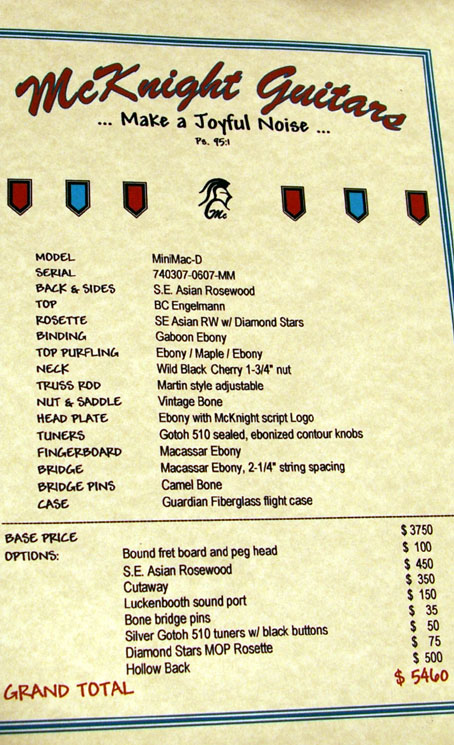 McKnight Guitars
... Make a Joyful Noise ...
Ps. 95:1
Mc
MODEL MiniMac-D
SERIAL 740307-0607-MM
BACK & SIDES S.E. Asian Rosewood
TOP BC Engelmann
ROSETTE SE Asian RW w/ Diamond Stars
BINDING Gaboon Ebony
TOP PURFLING Ebony / Maple / Ebony
NECK Wild Black Cherry 1-3/4" nut
TRUSS ROD Martin style adjustable
NUT & SADDLE Vintage Bone
HEAD PLATE Ebony with McKnight script Logo
TUNERS Gotoh 510 sealed, ebonized contour knobs
FINGERBOARD Macassar Ebony
BRIDGE Macassar Ebony, 2-1/4" string spacing
BRIDGE PINS Camel Bone
CASE Guardian Fiberglass flight case
BASE PRICE $ 3750
OPTIONS: Bound fret board and peg head $ 100
S.E. Asian Rosewood $ 450
Cutaway $ 350
Luckenbooth sound port $ 150
Bone bridge pins $ 35
Silver Gotoh 510 tuners w/ black buttons $ 50
Diamond Stars MOP Rosette $ 75
Hollow Back $ 500
GRAND TOTAL $ 5460